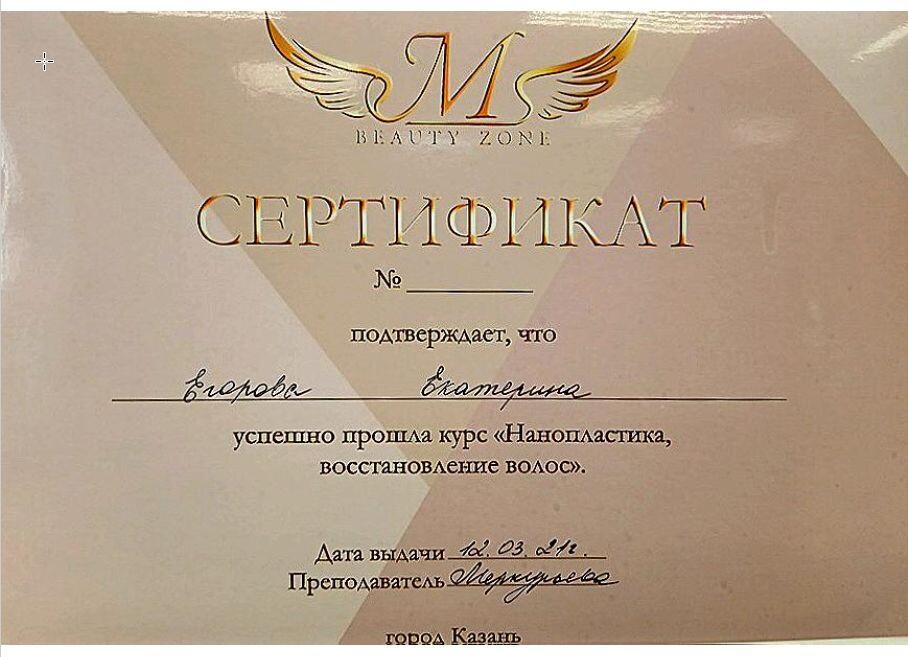 M
BEAUTY ZONE
СЕРТИФИКАТ
№
подтверждает, что
Егорова Екатерина
успешно прошла курс «Нанопластика,
восстановление волос».
Дата выдачи 12.03.21г.
Преподаватель Меркурьева
город Казань